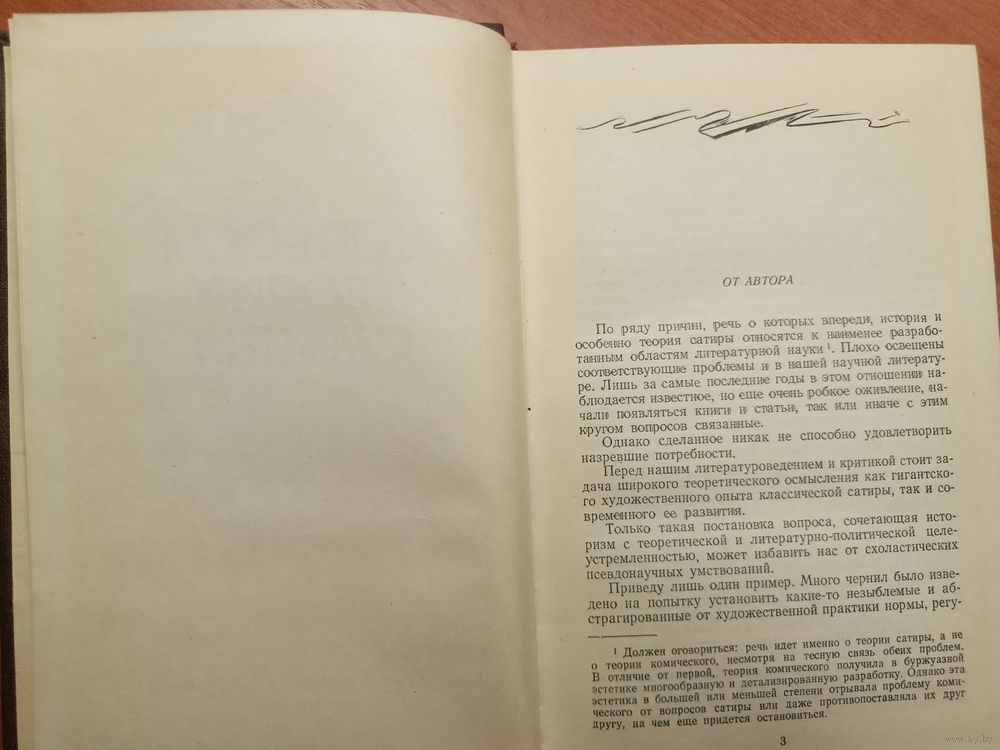 ОТ АВТОРА
По ряду причин, речь о которых впереди, история и
особенно теория сатиры относятся к наименее разрабо-
танным областям литературной науки¹. Плохо освещены
соответствующие проблемы и в нашей научной литерату-
ре. Лишь за самые последние годы в этом отношении на-
блюдается известное, но еще очень робкое оживление, на-
чали появляться книги и статьи, так или иначе с этим
кругом вопросов связанные.
Однако сделанное никак не способно удовлетворить
назревшие потребности.
Перед нашим литературоведением и критикой стоит за-
дача широкого теоретического осмысления как гигантско-
го художественного опыта классической сатиры, так и со-
временного ее развития.
Только такая постановка вопроса, сочетающая исто-
ризм с теоретической и литературно-политической целе-
устремленностью, может избавить нас от схоластических
псевдонаучных умствований.
Приведу лишь один пример. Много чернил было изве-
дено на попытку установить какие-то незыблемые и аб-
страгированные от художественной практики нормы, регу-
¹ Должен оговориться: речь идет именно о теории сатиры, а не
о теории комического, несмотря на тесную связь обеих проблем.
В отличие от первой, теория комического получила в буржуазной
эстетике многообразную и детализированную разработку. Однако эта
эстетика в большей или меньшей степени отрывала проблему коми-
ческого от вопросов сатиры или даже противопоставляла их друг
другу, на чем еще придется остановиться.
3
www.ay.by